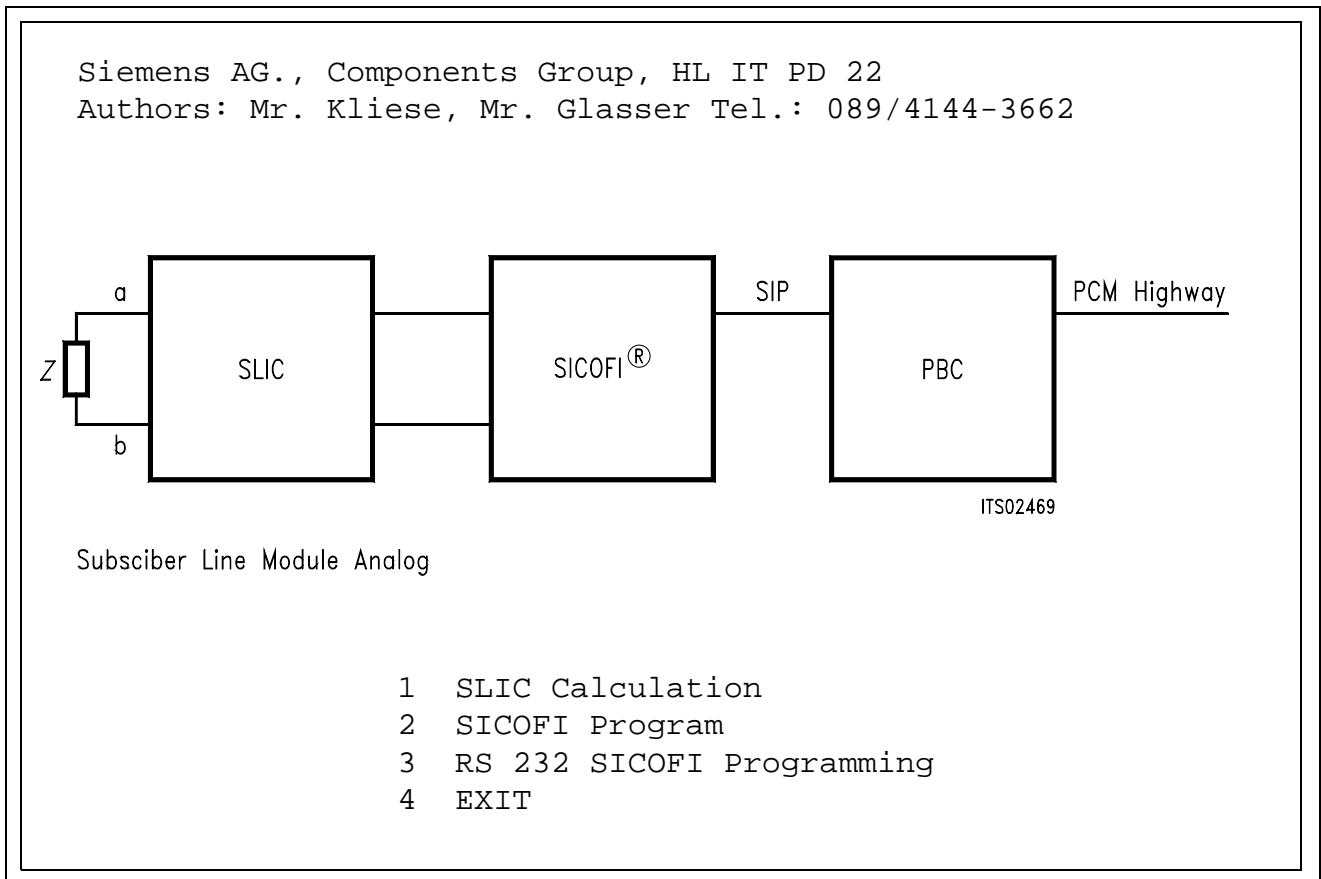 Siemens AG., Components Group, HL IT PD 22
Authors: Mr. Kliese, Mr. Glasser Tel.: 089/4144-3662
a
Z
b
SLIC
SICOFI®
SIP
PBC
PCM Highway
ITS02469
Subsciber Line Module Analog
1 SLIC Calculation
2 SICOFI Program
3 RS 232 SICOFI Programming
4 EXIT